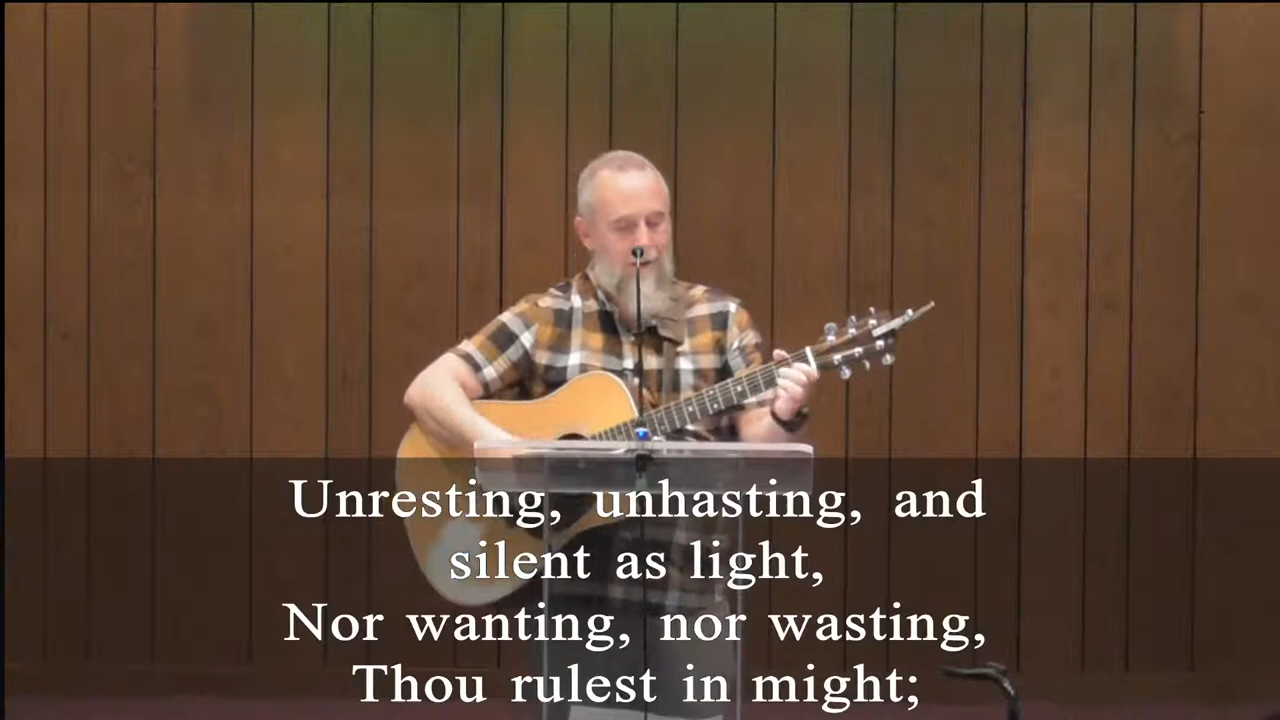 Unresting, unhasting, and
silent as light,
Nor wanting, nor wasting,
Thou rulest in might;